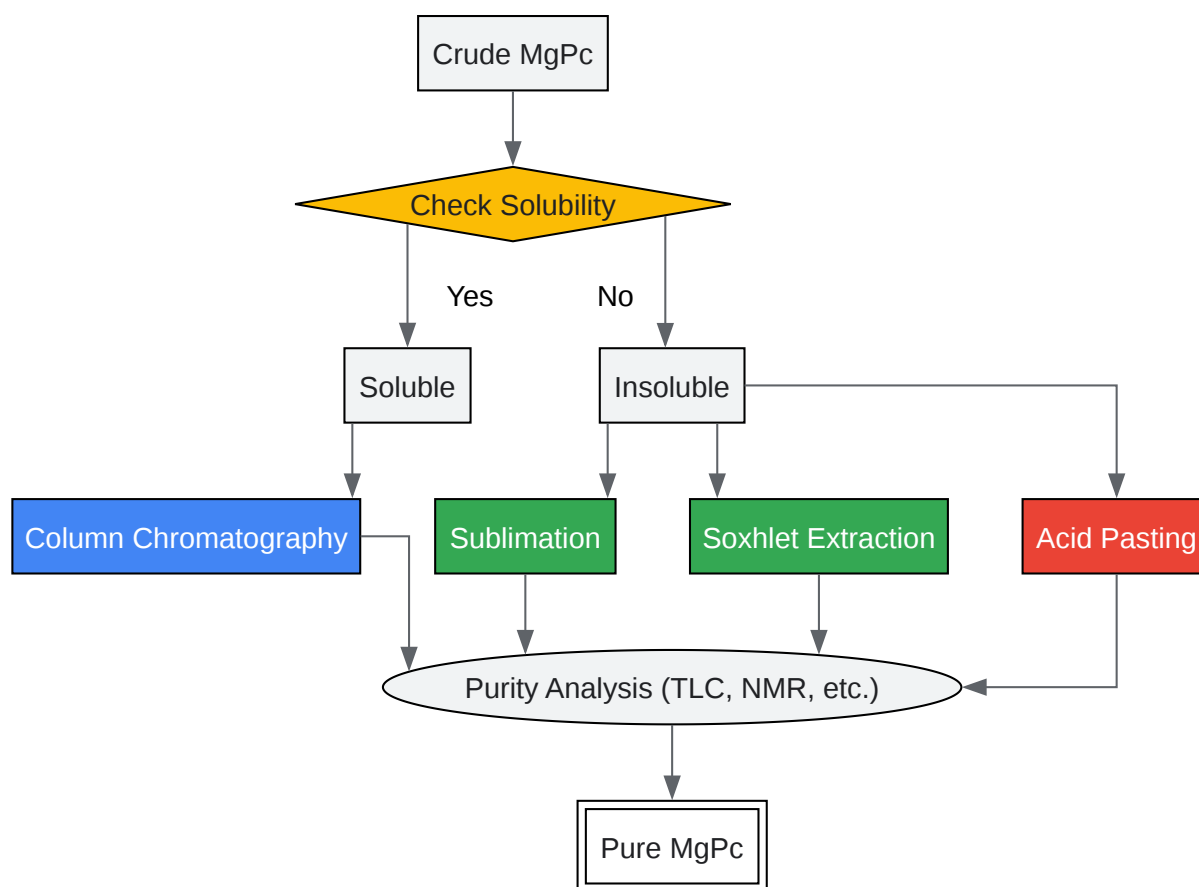 Crude MgPc
Check Solubility
Yes
No
Soluble
Insoluble
Column Chromatography
Sublimation
Soxhlet Extraction
Acid Pasting
Purity Analysis (TLC, NMR, etc.)
Pure MgPc